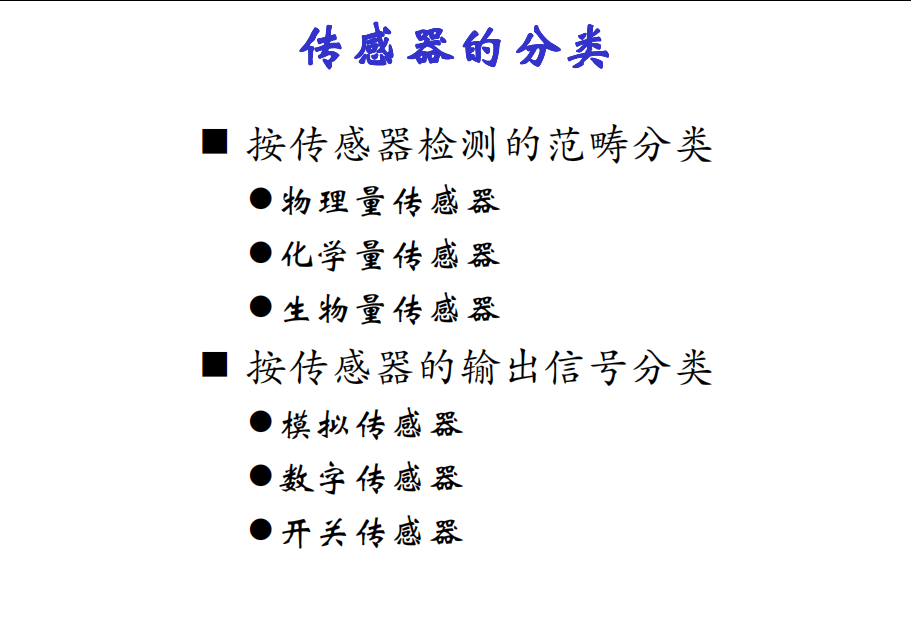 传感器的分类
■ 按传感器检测的范畴分类
●物理量传感器
●化学量传感器
●生物量传感器
■ 按传感器的输出信号分类
●模拟传感器
●数字传感器
●开关传感器